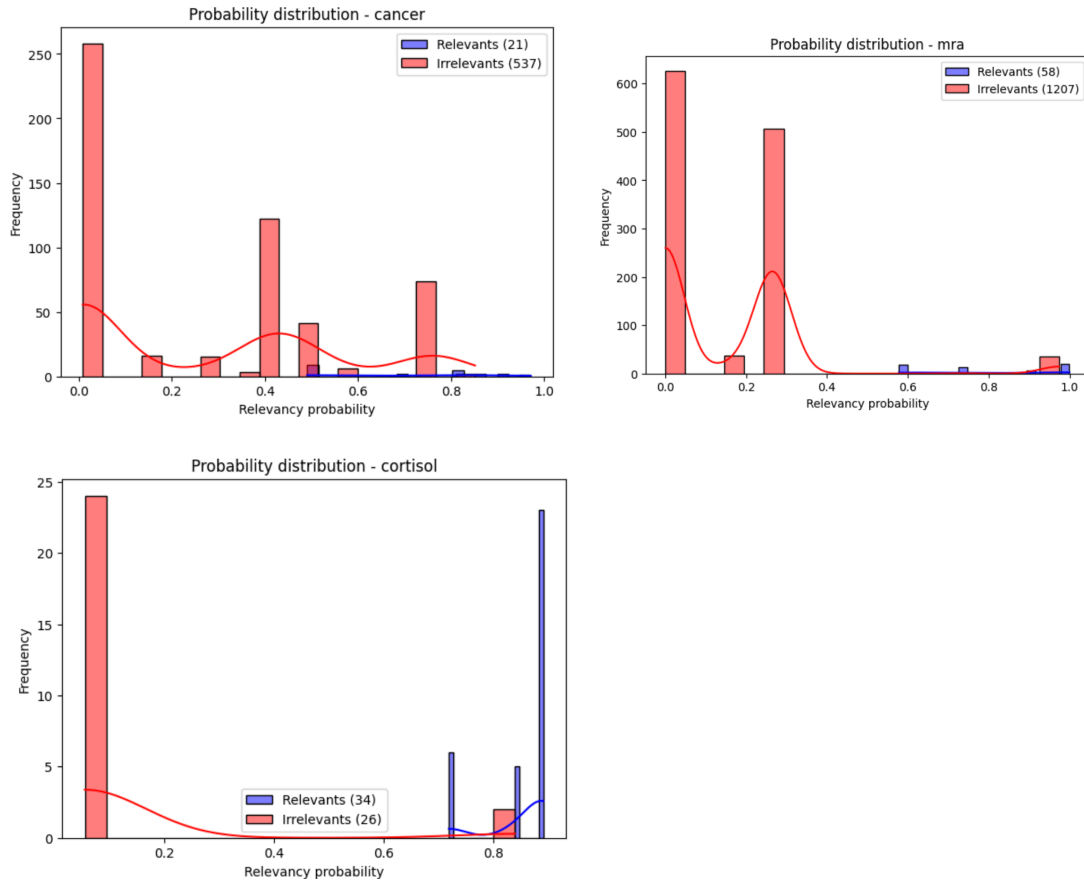 Probability distribution - cancer
Relevants (21)
Irrelevants (537)
250
200
150
100
50
0
Frequency
0.0 0.2 0.4 0.6 0.8 1.0
Relevancy probability
Probability distribution - mra
Relevants (58)
Irrelevants (1207)
600
500
400
300
200
100
0
Frequency
0.0 0.2 0.4 0.6 0.8 1.0
Relevancy probability
Probability distribution - cortisol
25
20
15
10
5
0
Frequency
Relevants (34)
Irrelevants (26)
0.2 0.4 0.6 0.8
Relevancy probability